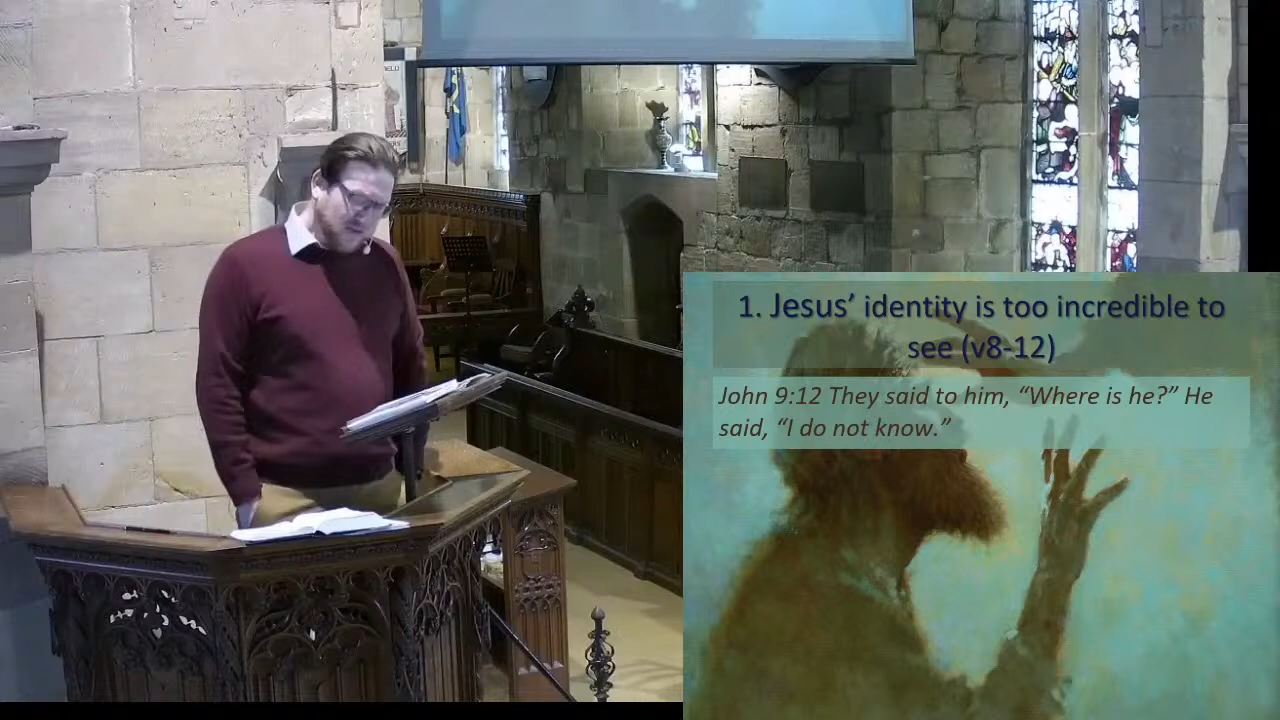 1. Jesus’ identity is too incredible to
see (v8-12)
John 9:12 They said to him, “Where is he?” He
said, “I do not know.”